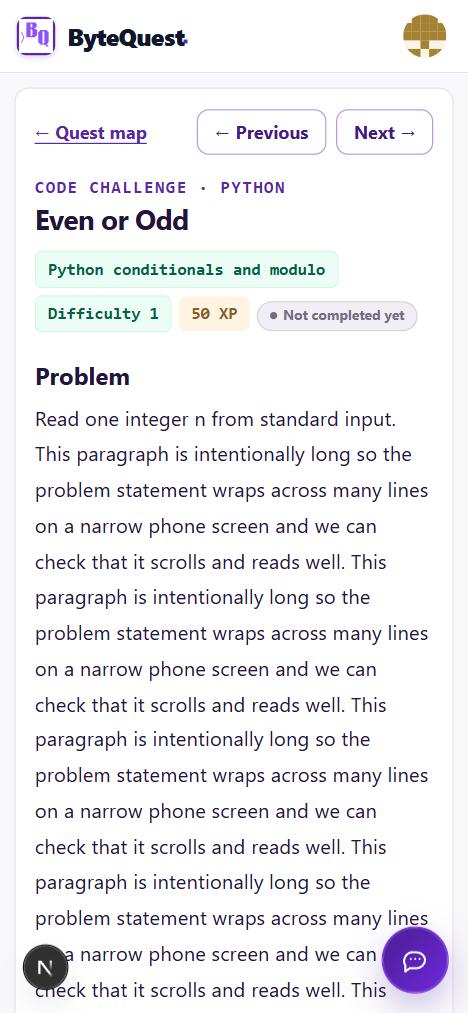 BQ ByteQuest
← Quest map ← Previous Next →
CODE CHALLENGE · PYTHON
Even or Odd
Python conditionals and modulo
Difficulty 1 50 XP ● Not completed yet
Problem
Read one integer n from standard input.
This paragraph is intentionally long so the
problem statement wraps across many lines
on a narrow phone screen and we can
check that it scrolls and reads well. This
paragraph is intentionally long so the
problem statement wraps across many lines
on a narrow phone screen and we can
check that it scrolls and reads well. This
paragraph is intentionally long so the
problem statement wraps across many lines
on a narrow phone screen and we can
check that it scrolls and reads well. This
paragraph is intentionally long so the
problem statement wraps across many lines
N a narrow phone screen and we can
check that it scrolls and reads well. This